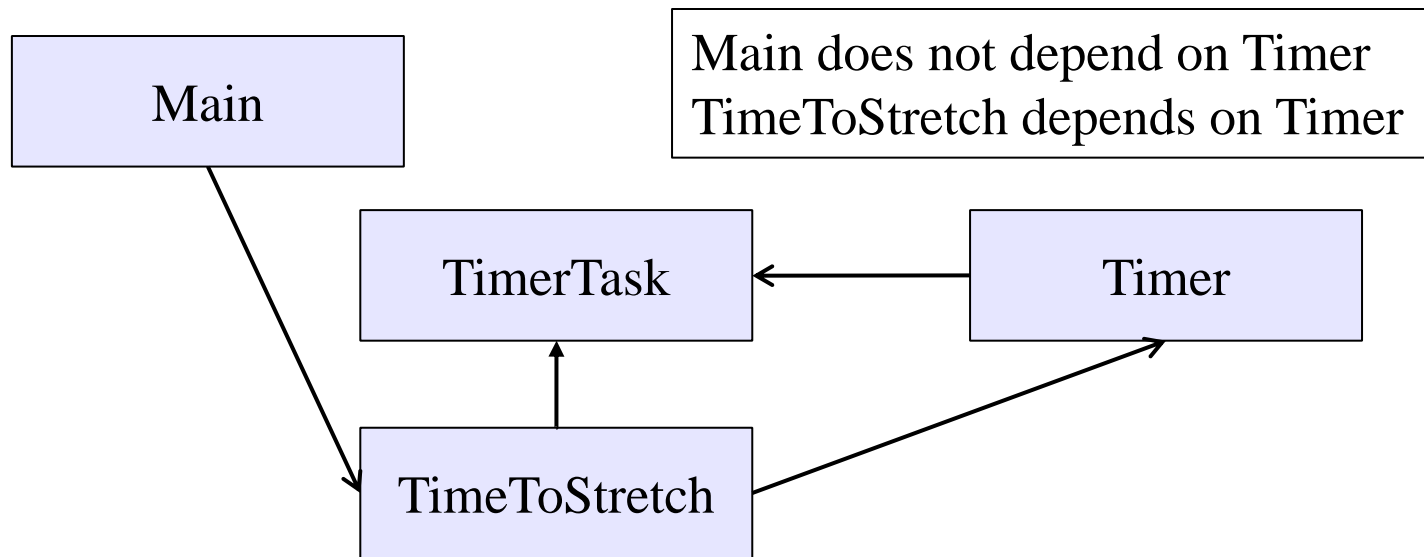 Main does not depend on Timer
TimeToStretch depends on Timer
Main
TimerTask
Timer
TimeToStretch